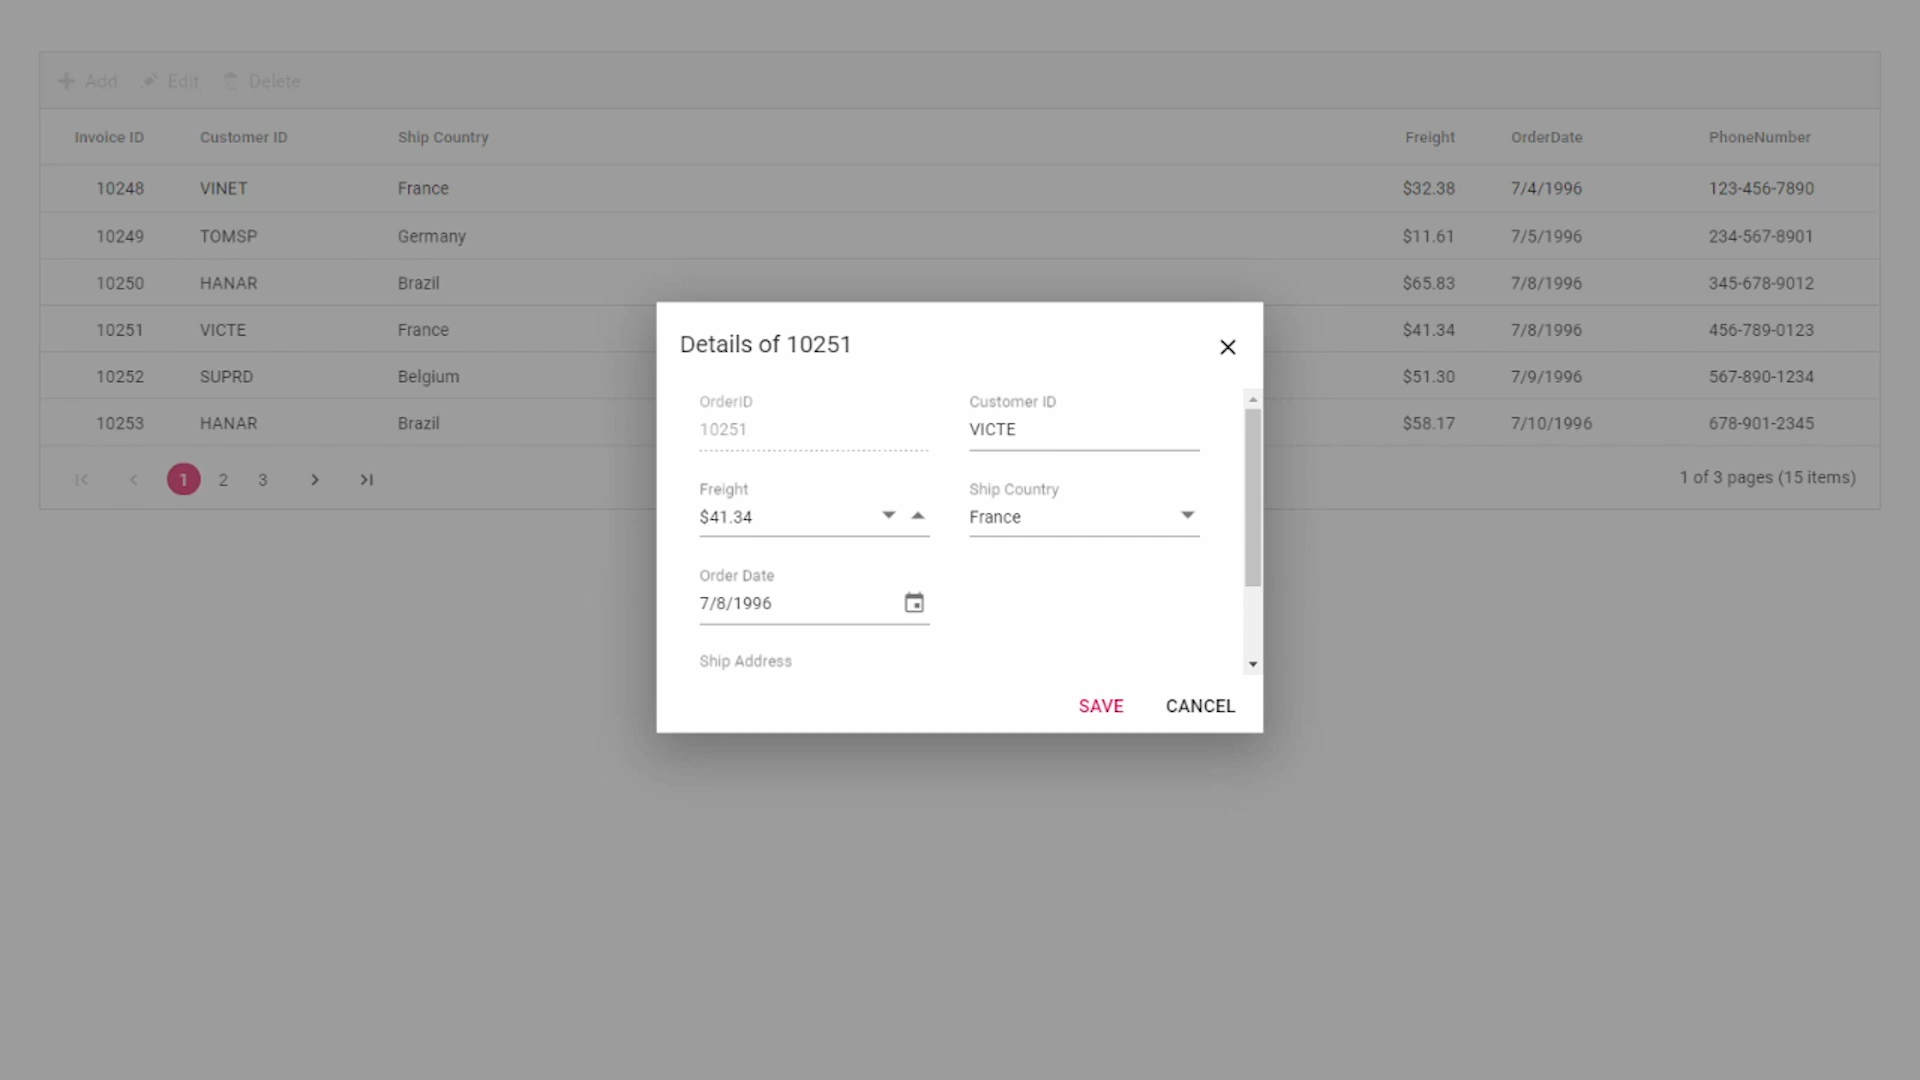 Add Edit Delete
Invoice ID Customer ID Ship Country Freight OrderDate PhoneNumber
10248 VINET France $32.38 7/4/1996 123-456-7890
10249 TOMSP Germany $11.61 7/5/1996 234-567-8901
10250 HANAR Brazil $65.83 7/8/1996 345-678-9012
10251 VICTE France $41.34 7/8/1996 456-789-0123
10252 SUPRD Belgium $51.30 7/9/1996 567-890-1234
10253 HANAR Brazil $58.17 7/10/1996 678-901-2345
1 2 3 1 of 3 pages (15 items)
Details of 10251
OrderID Customer ID
10251 VICTE
Freight Ship Country
$41.34 France
Order Date
7/8/1996
Ship Address
SAVE CANCEL